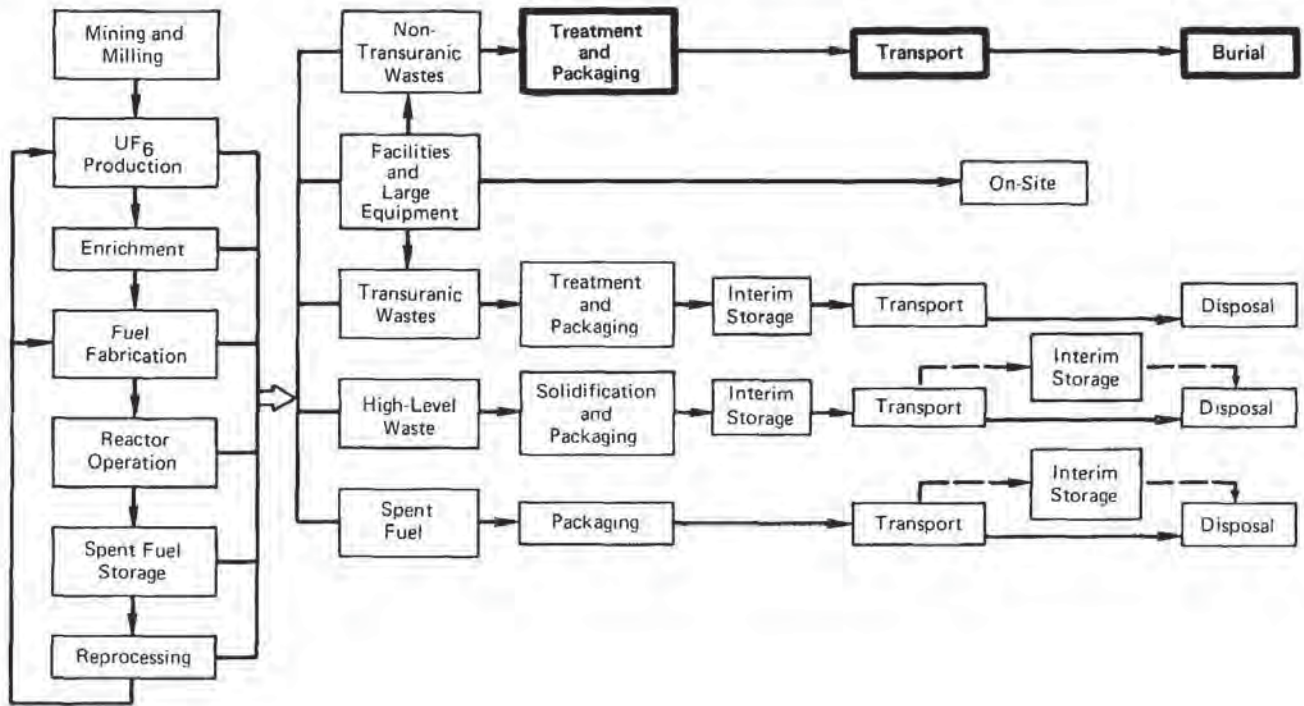 Mining and
Milling
UF6
Production
Enrichment
Fuel
Fabrication
Reactor
Operation
Spent Fuel
Storage
Reprocessing
Non-
Transuranic
Wastes
Treatment
and
Packaging
Transport
Burial
Facilities
and
Large
Equipment
On-Site
Transuranic
Wastes
Treatment
and
Packaging
Interim
Storage
Transport
Disposal
High-Level
Waste
Solidification
and
Packaging
Interim
Storage
Transport
Interim
Storage
Disposal
Spent
Fuel
Packaging
Transport
Interim
Storage
Disposal